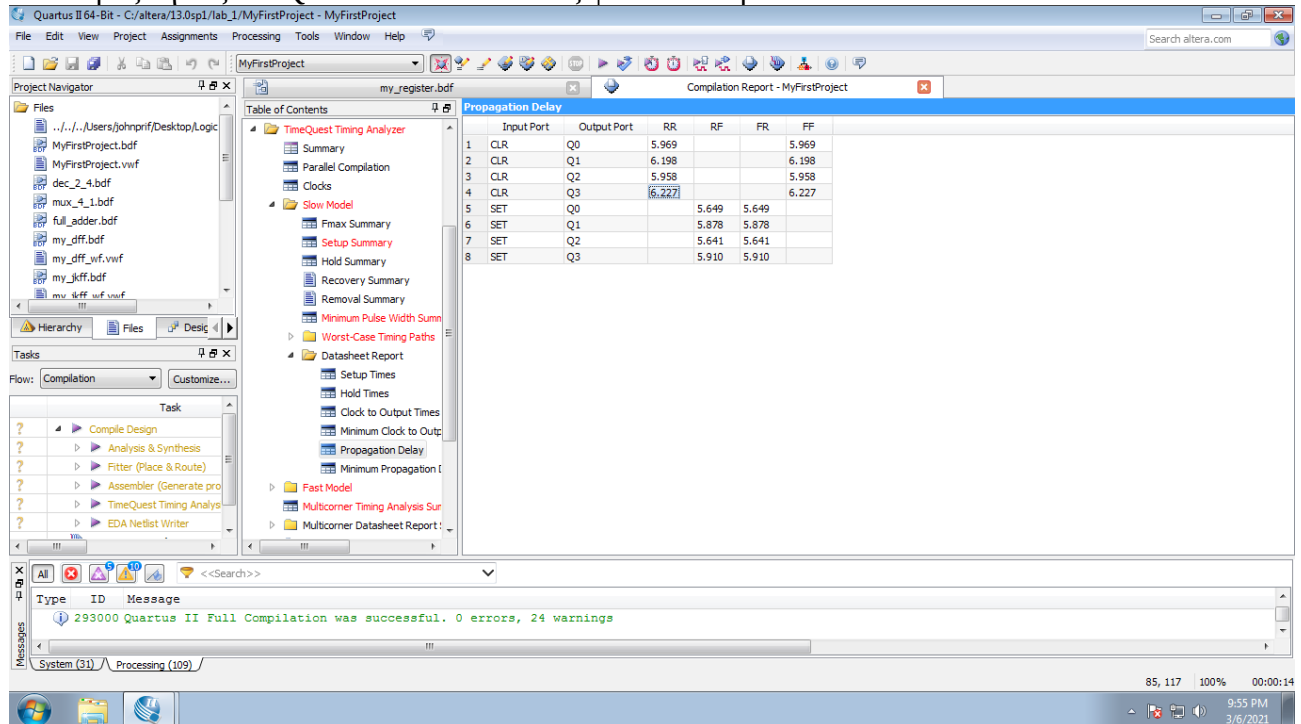 Quartus II 64-Bit - C:/altera/13.0sp1/lab_1/MyFirstProject - MyFirstProject
File Edit View Project Assignments Processing Tools Window Help
Search altera.com
MyFirstProject
Project Navigator
my_register.bdf
Compilation Report - MyFirstProject
Files
../../../Users/johnprif/Desktop/Logic
MyFirstProject.bdf
MyFirstProject.vwf
dec_2_4.bdf
mux_4_1.bdf
full_adder.bdf
my_dff.bdf
my_dff_wf.vwf
my_jkff.bdf
my_jkff_wf.vwf
Hierarchy Files Desig
Tasks
Flow: Compilation Customize...
Task
? Compile Design
? Analysis & Synthesis
? Fitter (Place & Route)
? Assembler (Generate pro
? TimeQuest Timing Analys
? EDA Netlist Writer
Table of Contents
TimeQuest Timing Analyzer
Summary
Parallel Compilation
Clocks
Slow Model
Fmax Summary
Setup Summary
Hold Summary
Recovery Summary
Removal Summary
Minimum Pulse Width Summ
Worst-Case Timing Paths
Datasheet Report
Setup Times
Hold Times
Clock to Output Times
Minimum Clock to Outp
Propagation Delay
Minimum Propagation D
Fast Model
Multicorner Timing Analysis Sum
Multicorner Datasheet Report S
Propagation Delay
Input Port Output Port RR RF FR FF
1 CLR Q0 5.969 5.969
2 CLR Q1 6.198 6.198
3 CLR Q2 5.958 5.958
4 CLR Q3 6.227 6.227
5 SET Q0 5.649 5.649
6 SET Q1 5.878 5.878
7 SET Q2 5.641 5.641
8 SET Q3 5.910 5.910
All 5 10 <<Search>>
Type ID Message
293000 Quartus II Full Compilation was successful. 0 errors, 24 warnings
Messages
System (31) Processing (109)
85, 117 100% 00:00:14
9:55 PM
3/6/2021